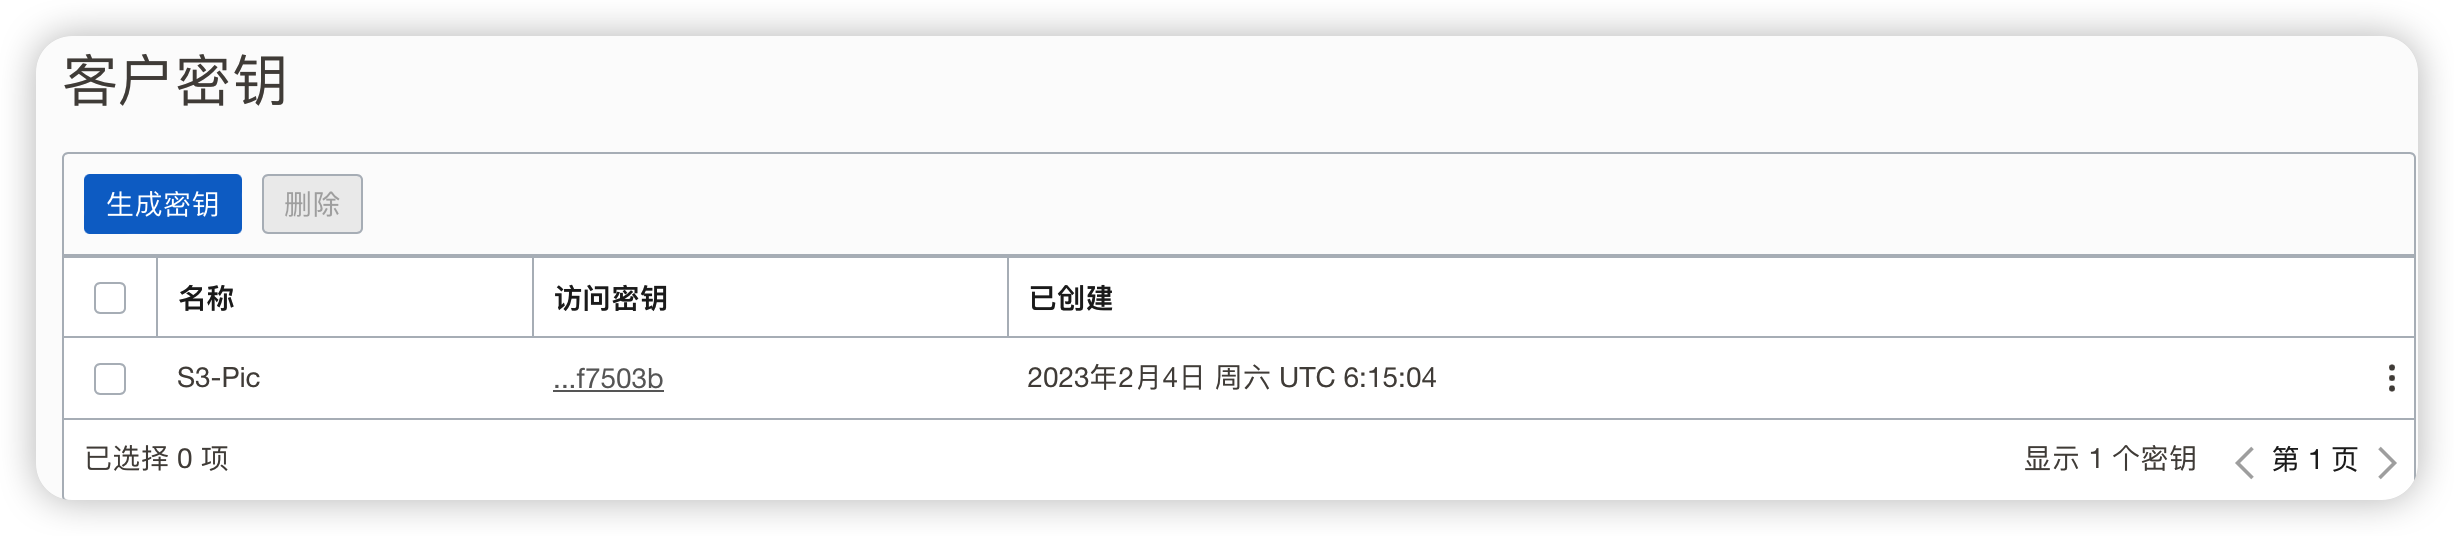 客户密钥
生成密钥 删除
名称 访问密钥 已创建
S3-Pic ...f7503b 2023年2月4日 周六 UTC 6:15:04
已选择 0 项 显示 1 个密钥 第 1 页